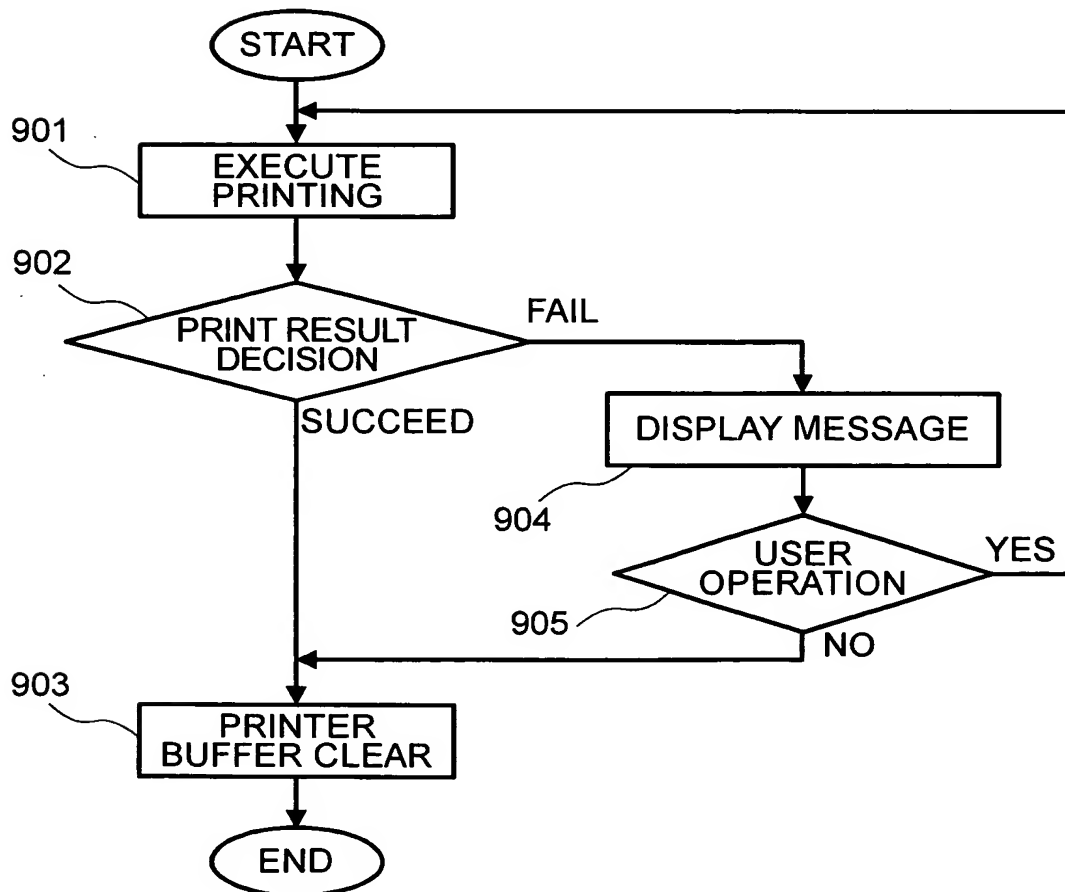 START
901
EXECUTE
PRINTING
902
PRINT RESULT
DECISION
FAIL
SUCCEED
DISPLAY MESSAGE
904
USER
OPERATION
YES
905
NO
903
PRINTER
BUFFER CLEAR
END